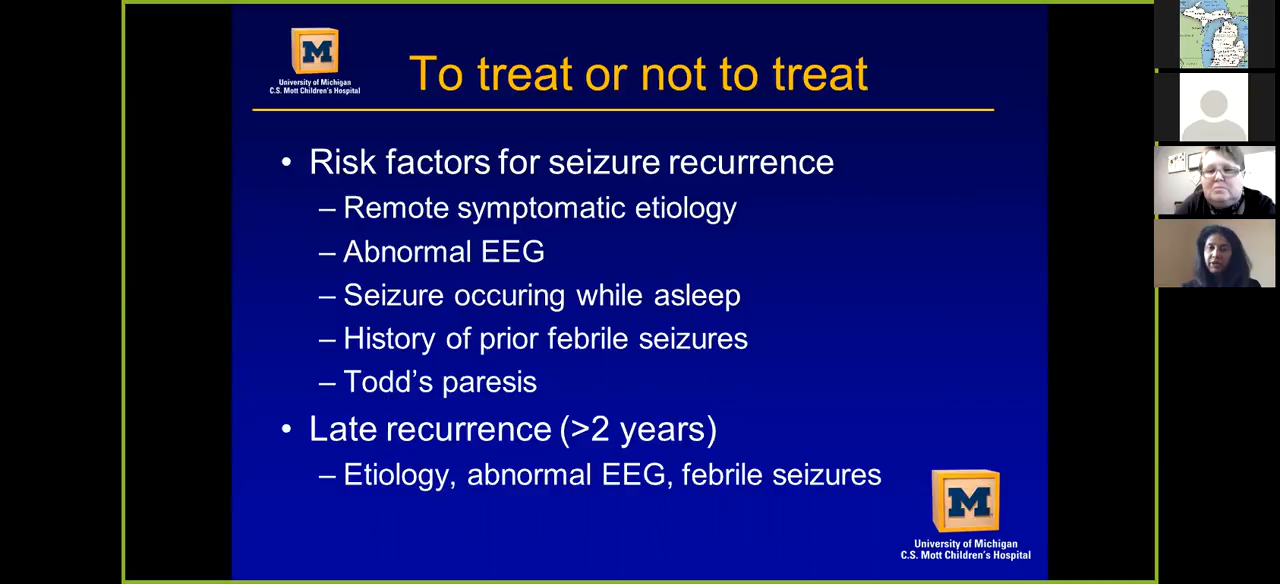 M
University of Michigan
C.S. Mott Children's Hospital
To treat or not to treat
• Risk factors for seizure recurrence
– Remote symptomatic etiology
– Abnormal EEG
– Seizure occuring while asleep
– History of prior febrile seizures
– Todd's paresis
• Late recurrence (>2 years)
– Etiology, abnormal EEG, febrile seizures
M
University of Michigan
C.S. Mott Children's Hospital